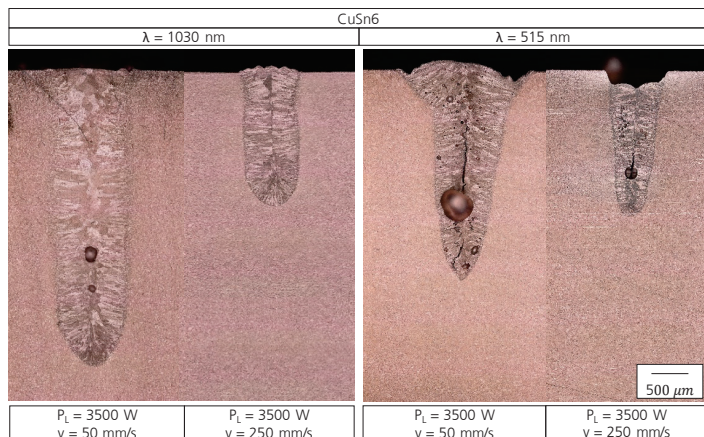 CuSn6
λ = 1030 nm
λ = 515 nm
500 μm
P_L = 3500 W
v = 50 mm/s
P_L = 3500 W
v = 250 mm/s
P_L = 3500 W
v = 50 mm/s
P_L = 3500 W
v = 250 mm/s